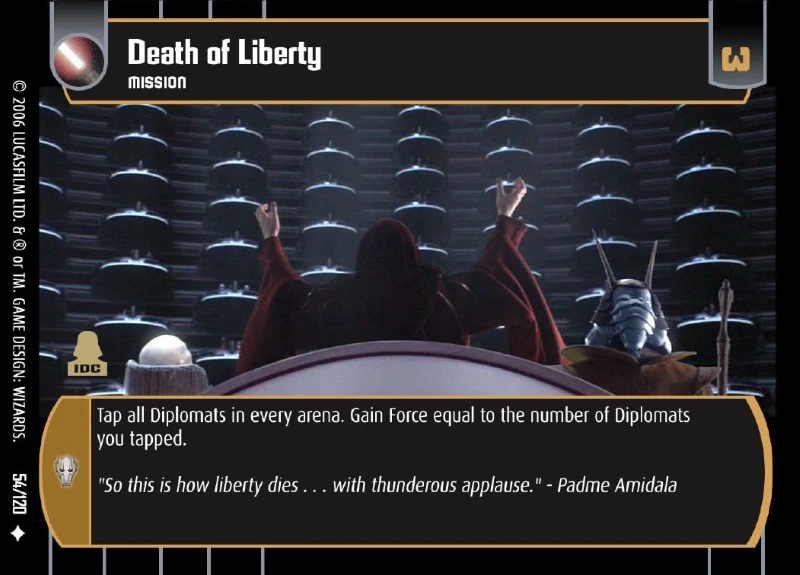 Death of Liberty
MISSION
3
© 2006 LUCASFILM LTD. & ® or TM. GAME DESIGN: WIZARDS. 54/120
IDC
Tap all Diplomats in every arena. Gain Force equal to the number of Diplomats
you tapped.
"So this is how liberty dies . . . with thunderous applause." - Padme Amidala